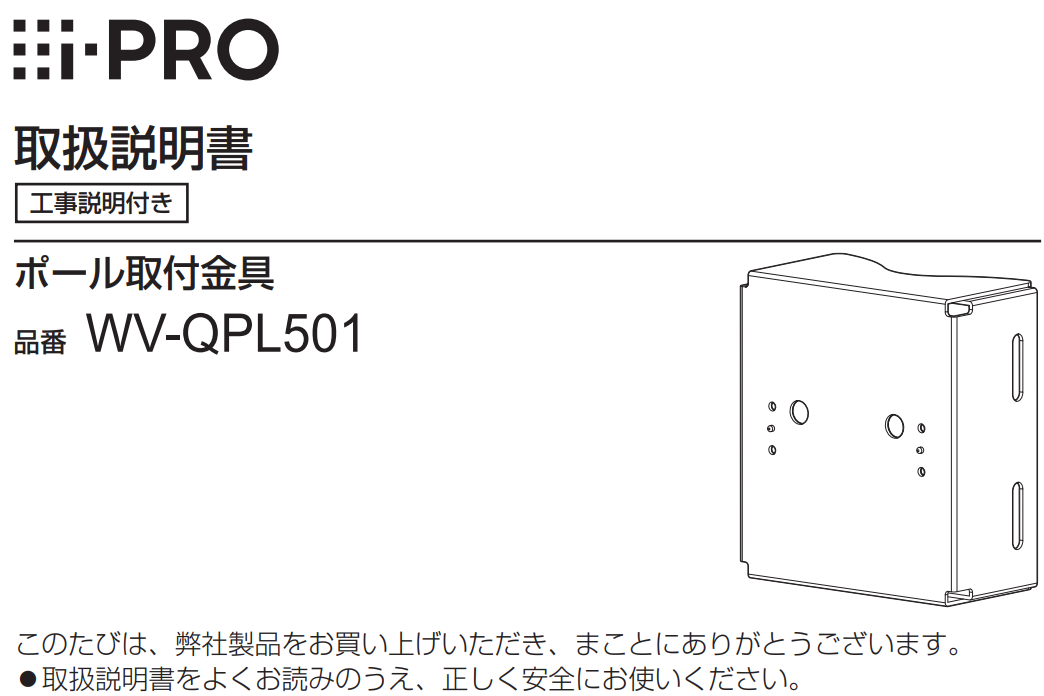 i-PRO
取扱説明書
工事説明付き
ポール取付金具
品番 WV-QPL501
このたびは、弊社製品をお買い上げいただき、まことにありがとうございます。
●取扱説明書をよくお読みのうえ、正しく安全にお使いください。